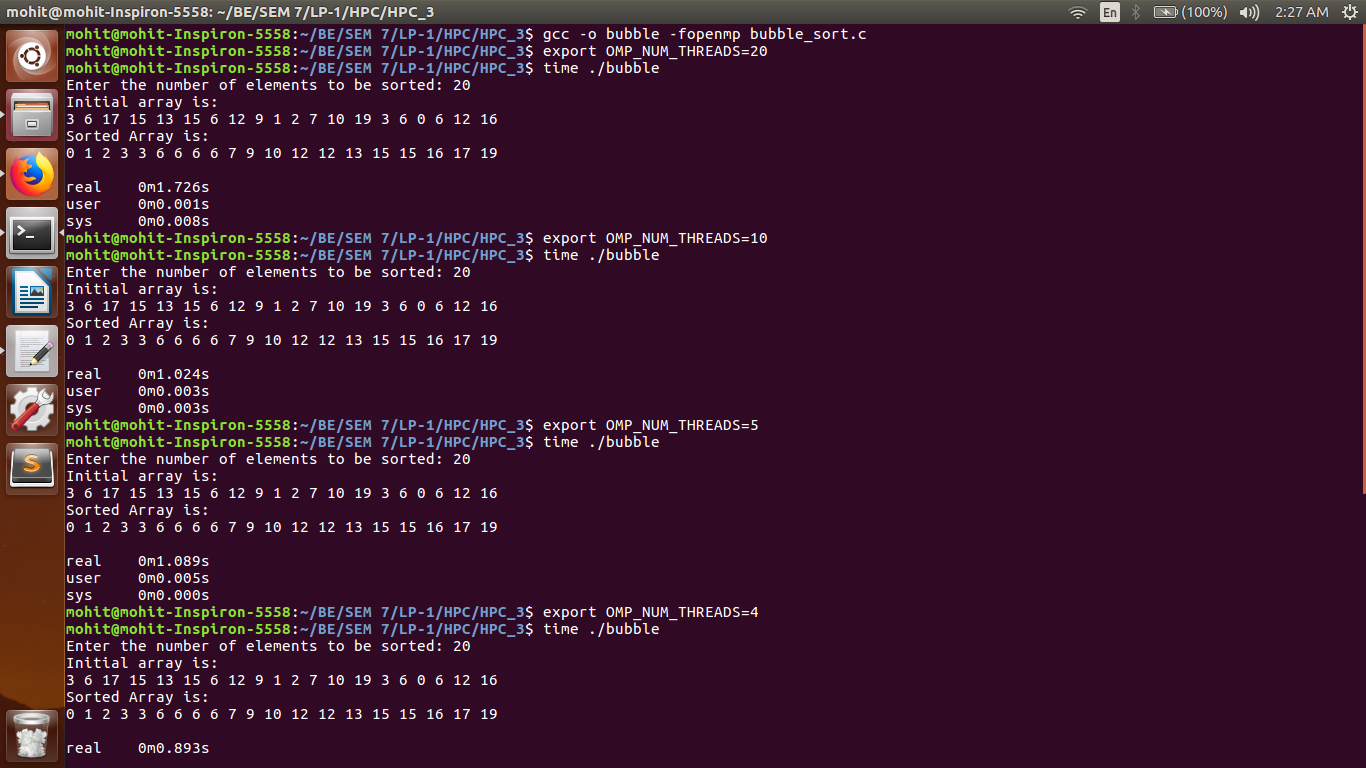 mohit@mohit-Inspiron-5558: ~/BE/SEM 7/LP-1/HPC/HPC_3 En (100%) 2:27 AM
mohit@mohit-Inspiron-5558:~/BE/SEM 7/LP-1/HPC/HPC_3$ gcc -o bubble -fopenmp bubble_sort.c
mohit@mohit-Inspiron-5558:~/BE/SEM 7/LP-1/HPC/HPC_3$ export OMP_NUM_THREADS=20
mohit@mohit-Inspiron-5558:~/BE/SEM 7/LP-1/HPC/HPC_3$ time ./bubble
Enter the number of elements to be sorted: 20
Initial array is:
3 6 17 15 13 15 6 12 9 1 2 7 10 19 3 6 0 6 12 16
Sorted Array is:
0 1 2 3 3 6 6 6 6 7 9 10 12 12 13 15 15 16 17 19
real 0m1.726s
user 0m0.001s
sys 0m0.008s
mohit@mohit-Inspiron-5558:~/BE/SEM 7/LP-1/HPC/HPC_3$ export OMP_NUM_THREADS=10
mohit@mohit-Inspiron-5558:~/BE/SEM 7/LP-1/HPC/HPC_3$ time ./bubble
Enter the number of elements to be sorted: 20
Initial array is:
3 6 17 15 13 15 6 12 9 1 2 7 10 19 3 6 0 6 12 16
Sorted Array is:
0 1 2 3 3 6 6 6 6 7 9 10 12 12 13 15 15 16 17 19
real 0m1.024s
user 0m0.003s
sys 0m0.003s
mohit@mohit-Inspiron-5558:~/BE/SEM 7/LP-1/HPC/HPC_3$ export OMP_NUM_THREADS=5
mohit@mohit-Inspiron-5558:~/BE/SEM 7/LP-1/HPC/HPC_3$ time ./bubble
Enter the number of elements to be sorted: 20
Initial array is:
3 6 17 15 13 15 6 12 9 1 2 7 10 19 3 6 0 6 12 16
Sorted Array is:
0 1 2 3 3 6 6 6 6 7 9 10 12 12 13 15 15 16 17 19
real 0m1.089s
user 0m0.005s
sys 0m0.000s
mohit@mohit-Inspiron-5558:~/BE/SEM 7/LP-1/HPC/HPC_3$ export OMP_NUM_THREADS=4
mohit@mohit-Inspiron-5558:~/BE/SEM 7/LP-1/HPC/HPC_3$ time ./bubble
Enter the number of elements to be sorted: 20
Initial array is:
3 6 17 15 13 15 6 12 9 1 2 7 10 19 3 6 0 6 12 16
Sorted Array is:
0 1 2 3 3 6 6 6 6 7 9 10 12 12 13 15 15 16 17 19
real 0m0.893s